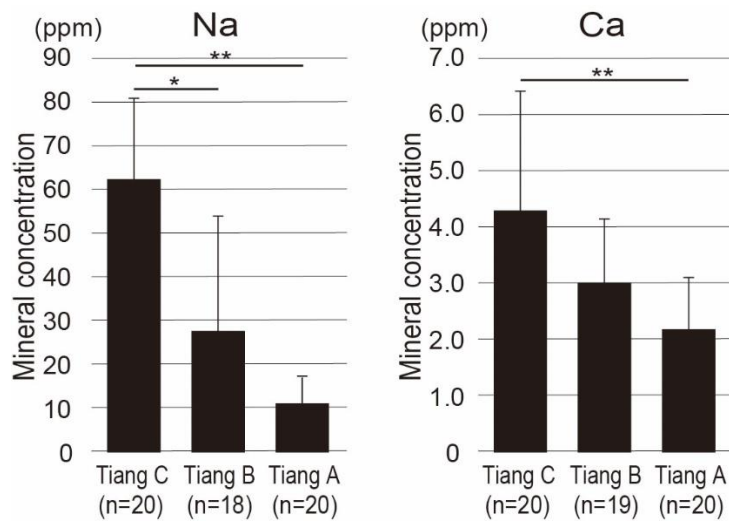 Na
(ppm)
Mineral concentration
90
80
70
60
50
40
30
20
10
0
**
*
Tiang C
(n=20)
Tiang B
(n=18)
Tiang A
(n=20)
Ca
(ppm)
Mineral concentration
7.0
6.0
5.0
4.0
3.0
2.0
1.0
0
**
Tiang C
(n=20)
Tiang B
(n=19)
Tiang A
(n=20)